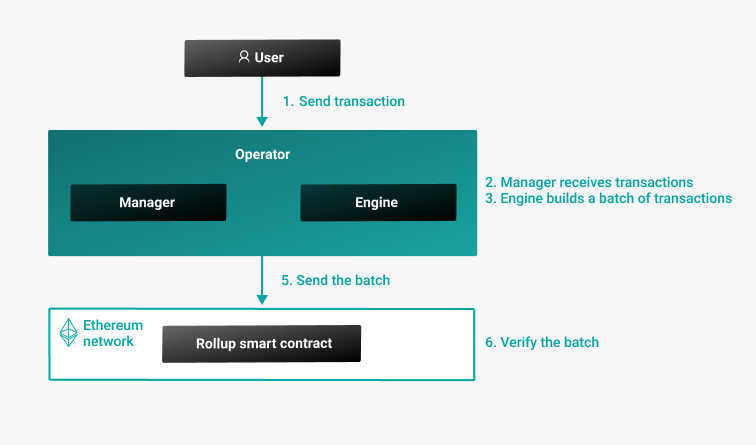 User
1. Send transaction
Operator
Manager
Engine
2. Manager receives transactions
3. Engine builds a batch of transactions
5. Send the batch
Ethereum
network
Rollup smart contract
6. Verify the batch